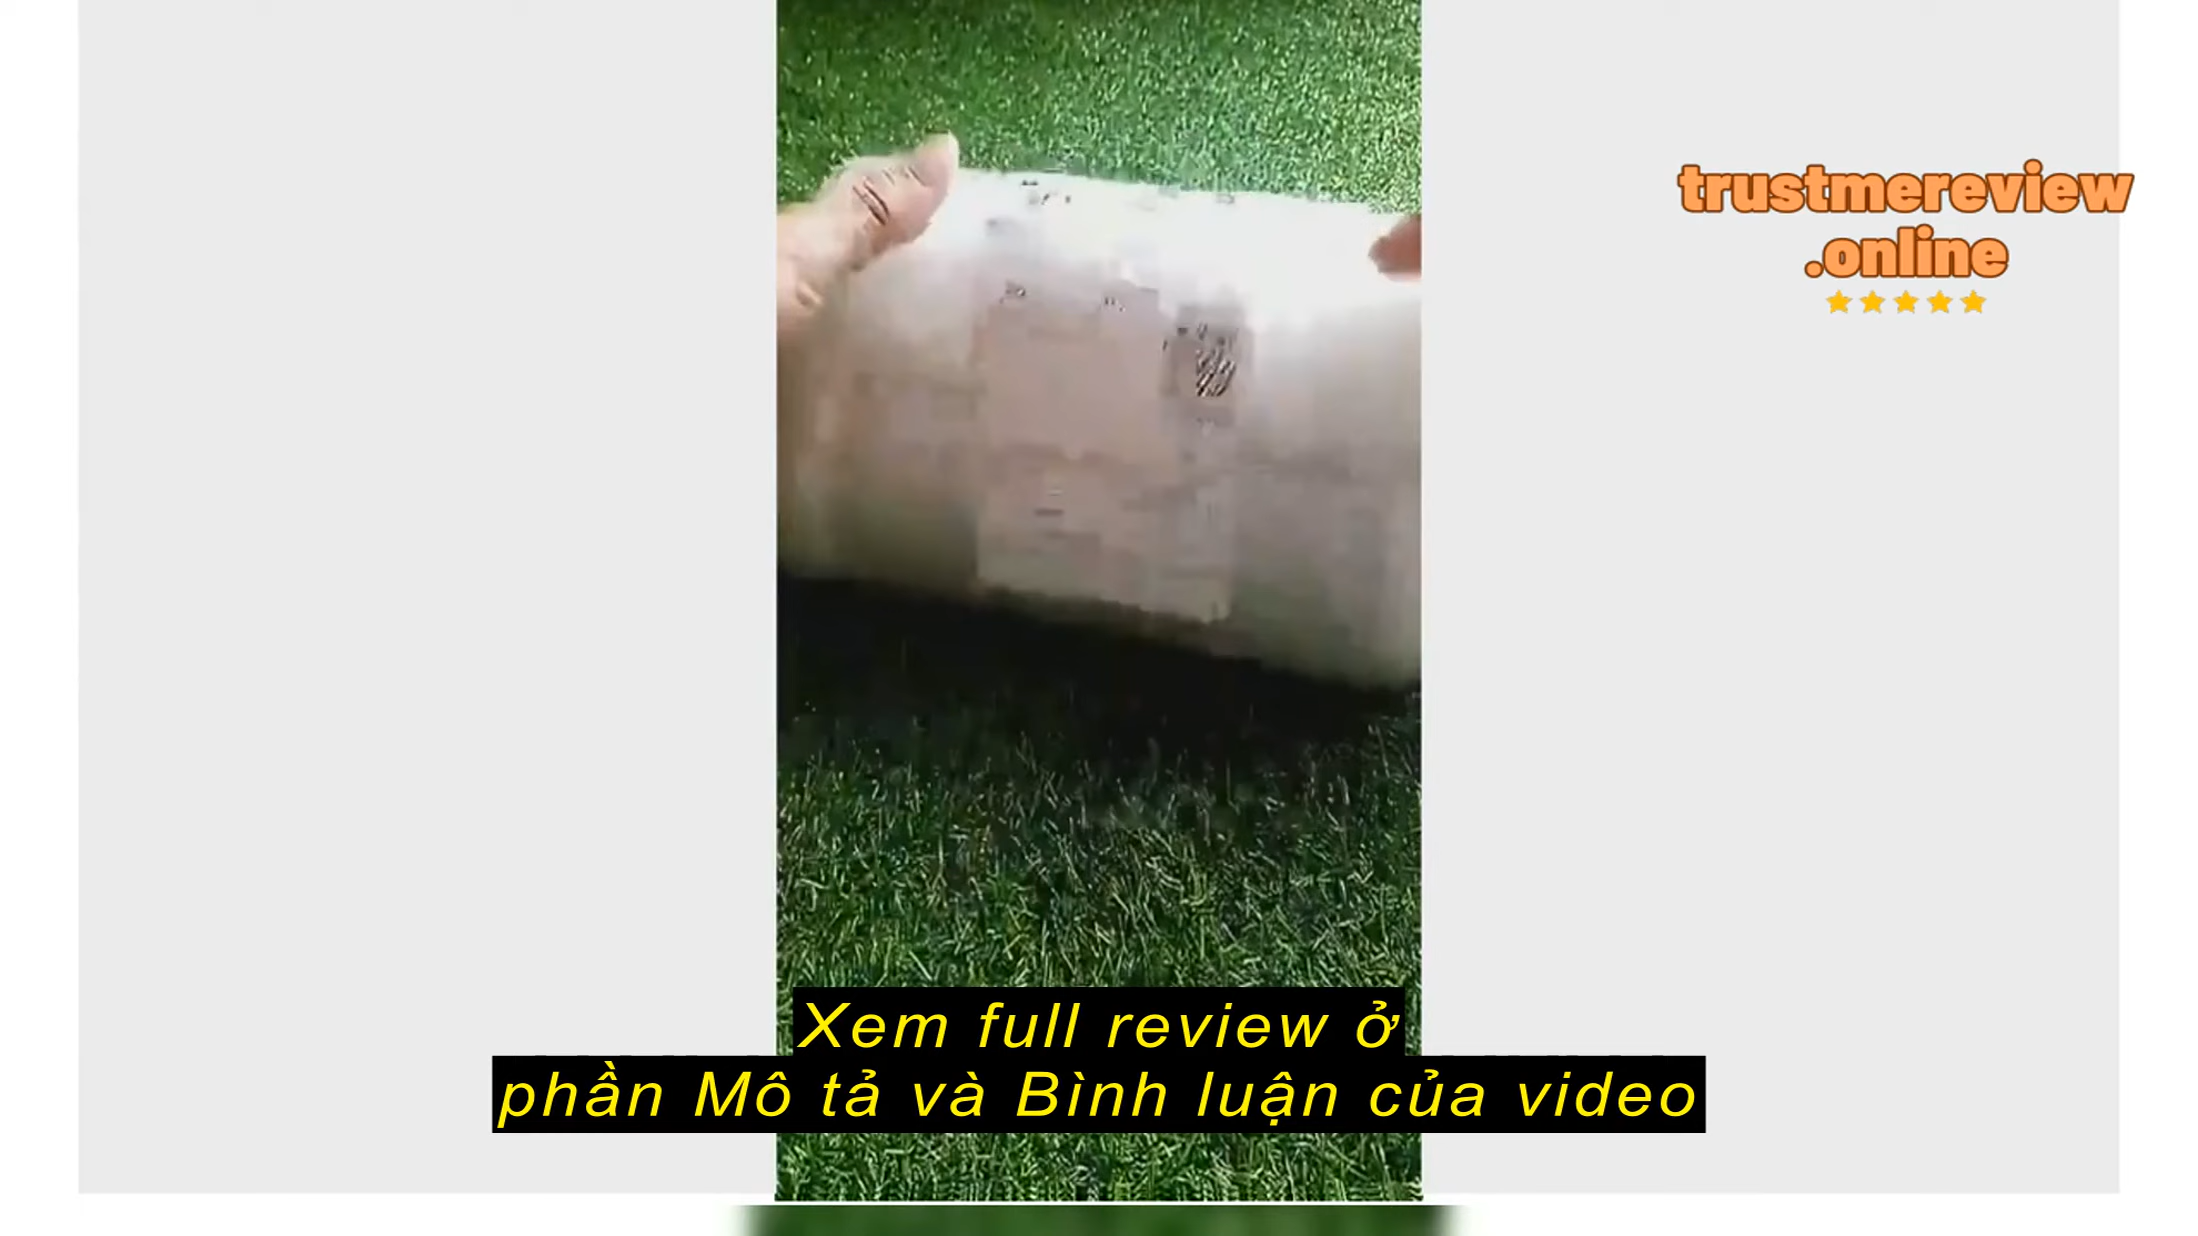 trustmereview
.online
Xem full review ở
phần Mô tả và Bình luận của video